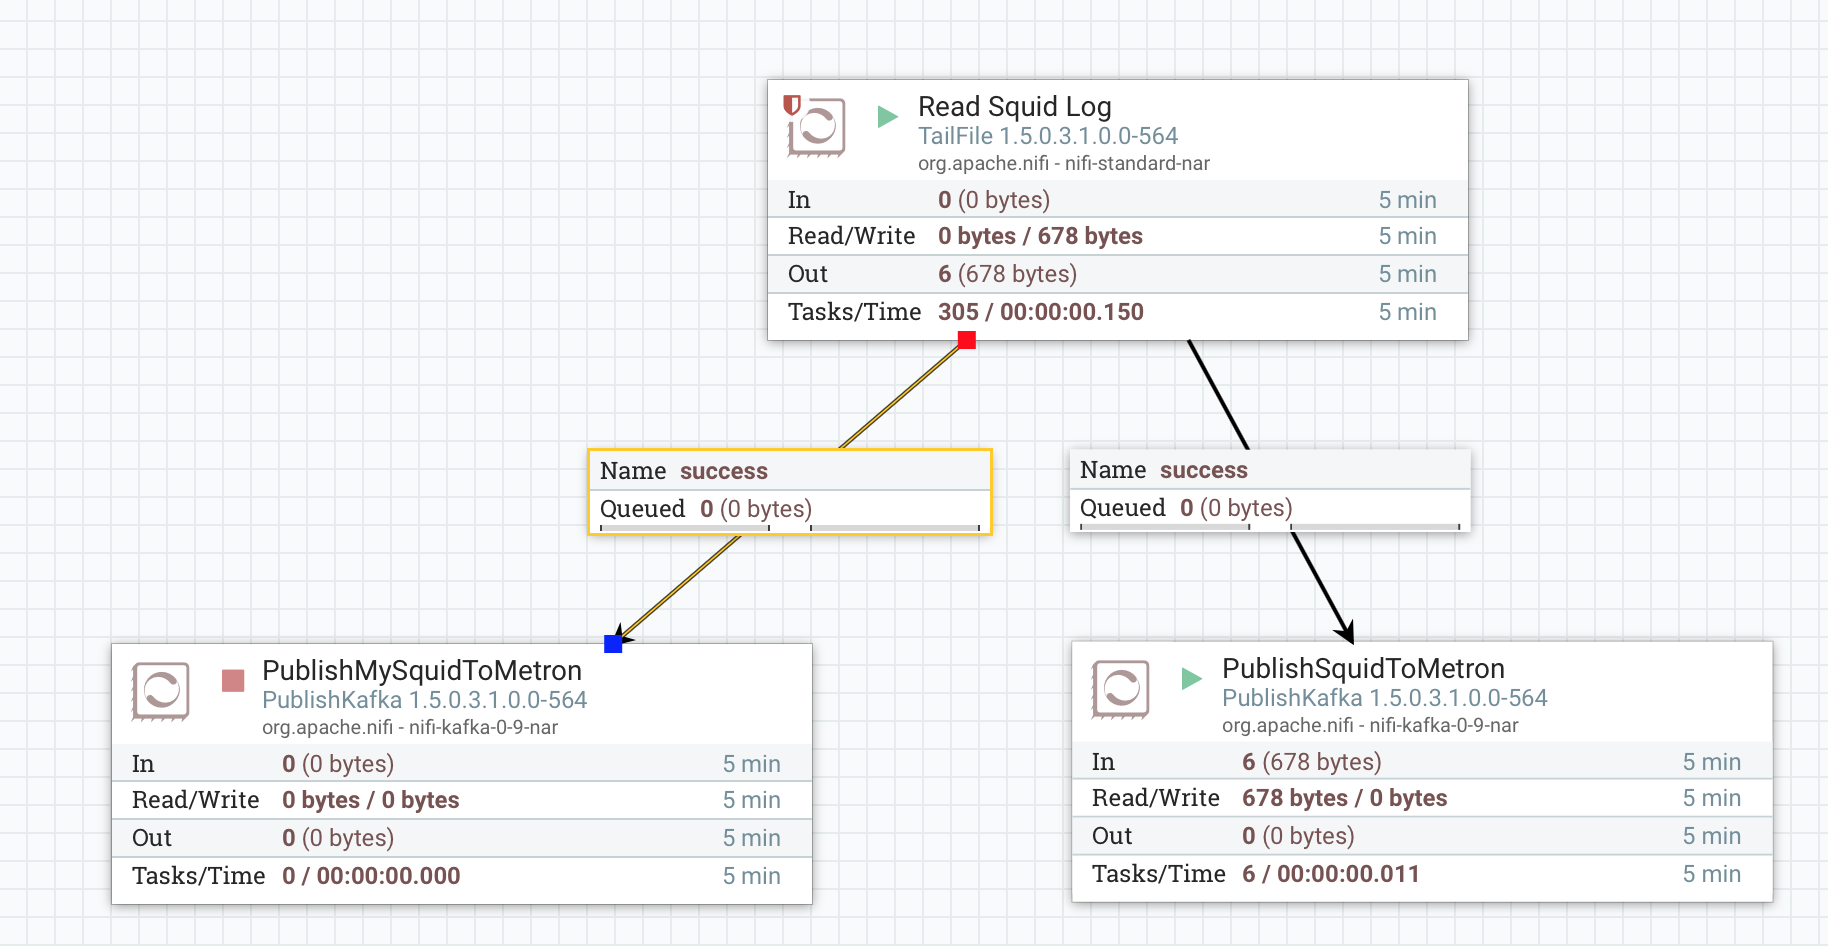 Read Squid Log
TailFile 1.5.0.3.1.0.0-564
org.apache.nifi - nifi-standard-nar
In 0 (0 bytes) 5 min
Read/Write 0 bytes / 678 bytes 5 min
Out 6 (678 bytes) 5 min
Tasks/Time 305 / 00:00:00.150 5 min
Name success
Queued 0 (0 bytes)
Name success
Queued 0 (0 bytes)
PublishMySquidToMetron
PublishKafka 1.5.0.3.1.0.0-564
org.apache.nifi - nifi-kafka-0-9-nar
In 0 (0 bytes) 5 min
Read/Write 0 bytes / 0 bytes 5 min
Out 0 (0 bytes) 5 min
Tasks/Time 0 / 00:00:00.000 5 min
PublishSquidToMetron
PublishKafka 1.5.0.3.1.0.0-564
org.apache.nifi - nifi-kafka-0-9-nar
In 6 (678 bytes) 5 min
Read/Write 678 bytes / 0 bytes 5 min
Out 0 (0 bytes) 5 min
Tasks/Time 6 / 00:00:00.011 5 min